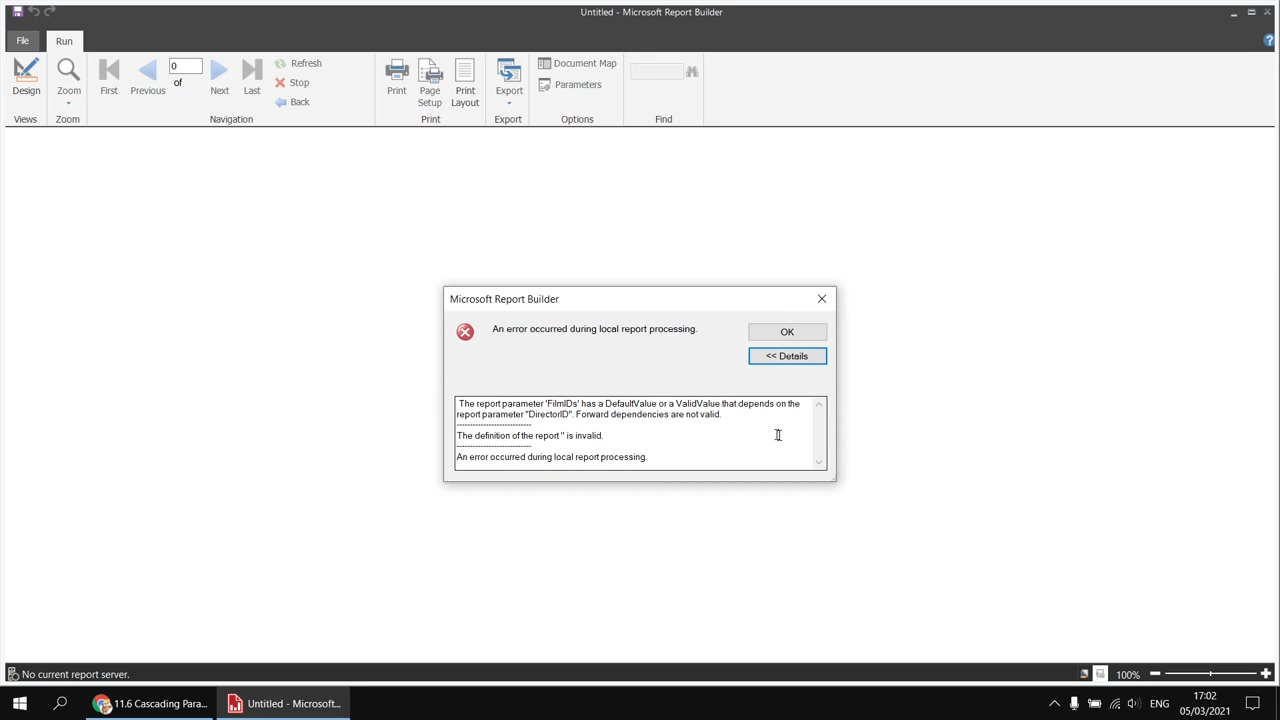 Untitled - Microsoft Report Builder
File
Run
Design
Zoom
First
Previous
0
of
Next
Last
Refresh
Stop
Back
Print
Page
Setup
Print
Layout
Export
Document Map
Parameters
Views
Zoom
Navigation
Print
Export
Options
Find
Microsoft Report Builder
An error occurred during local report processing.
OK
<< Details
The report parameter 'FilmIDs' has a DefaultValue or a ValidValue that depends on the
report parameter "DirectorID". Forward dependencies are not valid.
----------------------------
The definition of the report '' is invalid.
----------------------------
An error occurred during local report processing.
No current report server.
100%
11.6 Cascading Para...
Untitled - Microsoft...
ENG
17:02
05/03/2021